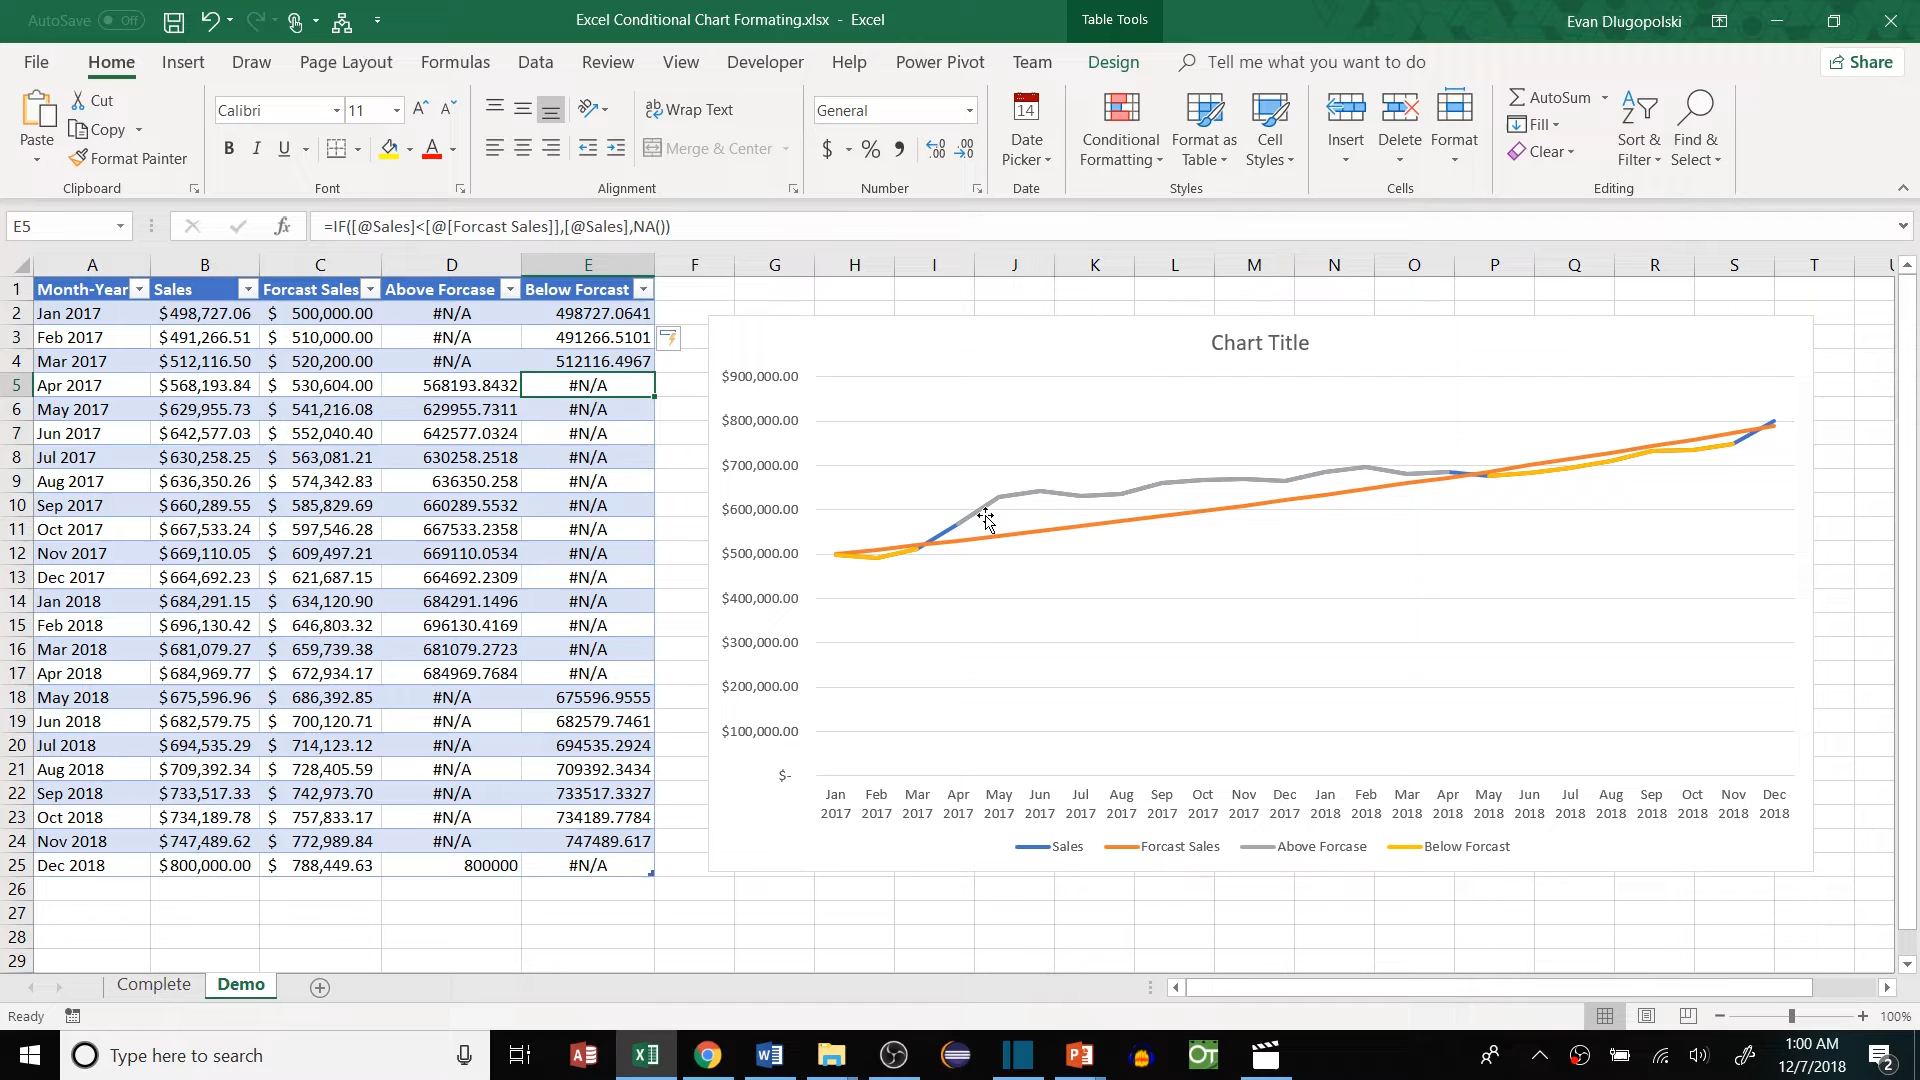 AutoSave Off
Excel Conditional Chart Formating.xlsx - Excel
Table Tools
Evan Dlugopolski
File Home Insert Draw Page Layout Formulas Data Review View Developer Help Power Pivot Team Design Tell me what you want to do Share
Paste
Cut
Copy
Format Painter
Clipboard
Calibri 11
B I U
Font
Wrap Text
Merge & Center
Alignment
General
$ % 9
Number
14
Date Picker
Date
Conditional Formatting
Format as Table
Cell Styles
Styles
Insert
Delete
Format
Cells
AutoSum
Fill
Clear
Sort & Filter
Find & Select
Editing
E5 fx =IF([@Sales]<[@[Forcast Sales]],[@Sales],NA())
A B C D E F G H I J K L M N O P Q R S T U
1 Month-Year Sales Forcast Sales Above Forcase Below Forcast
2 Jan 2017 $498,727.06 $ 500,000.00 #N/A 498727.0641
3 Feb 2017 $491,266.51 $ 510,000.00 #N/A 491266.5101
4 Mar 2017 $512,116.50 $ 520,200.00 #N/A 512116.4967
5 Apr 2017 $568,193.84 $ 530,604.00 568193.8432 #N/A
6 May 2017 $629,955.73 $ 541,216.08 629955.7311 #N/A
7 Jun 2017 $642,577.03 $ 552,040.40 642577.0324 #N/A
8 Jul 2017 $630,258.25 $ 563,081.21 630258.2518 #N/A
9 Aug 2017 $636,350.26 $ 574,342.83 636350.258 #N/A
10 Sep 2017 $660,289.55 $ 585,829.69 660289.5532 #N/A
11 Oct 2017 $667,533.24 $ 597,546.28 667533.2358 #N/A
12 Nov 2017 $669,110.05 $ 609,497.21 669110.0534 #N/A
13 Dec 2017 $664,692.23 $ 621,687.15 664692.2309 #N/A
14 Jan 2018 $684,291.15 $ 634,120.90 684291.1496 #N/A
15 Feb 2018 $696,130.42 $ 646,803.32 696130.4169 #N/A
16 Mar 2018 $681,079.27 $ 659,739.38 681079.2723 #N/A
17 Apr 2018 $684,969.77 $ 672,934.17 684969.7684 #N/A
18 May 2018 $675,596.96 $ 686,392.85 #N/A 675596.9555
19 Jun 2018 $682,579.75 $ 700,120.71 #N/A 682579.7461
20 Jul 2018 $694,535.29 $ 714,123.12 #N/A 694535.2924
21 Aug 2018 $709,392.34 $ 728,405.59 #N/A 709392.3434
22 Sep 2018 $733,517.33 $ 742,973.70 #N/A 733517.3327
23 Oct 2018 $734,189.78 $ 757,833.17 #N/A 734189.7784
24 Nov 2018 $747,489.62 $ 772,989.84 #N/A 747489.617
25 Dec 2018 $800,000.00 $ 788,449.63 800000 #N/A
26
27
28
29
Chart Title
$900,000.00
$800,000.00
$700,000.00
$600,000.00
$500,000.00
$400,000.00
$300,000.00
$200,000.00
$100,000.00
$-
Jan Feb Mar Apr May Jun Jul Aug Sep Oct Nov Dec Jan Feb Mar Apr May Jun Jul Aug Sep Oct Nov Dec
2017 2017 2017 2017 2017 2017 2017 2017 2017 2017 2017 2017 2018 2018 2018 2018 2018 2018 2018 2018 2018 2018 2018 2018
Sales Forcast Sales Above Forcase Below Forcast
Complete Demo
Ready
100%
Type here to search
1:00 AM
12/7/2018
2